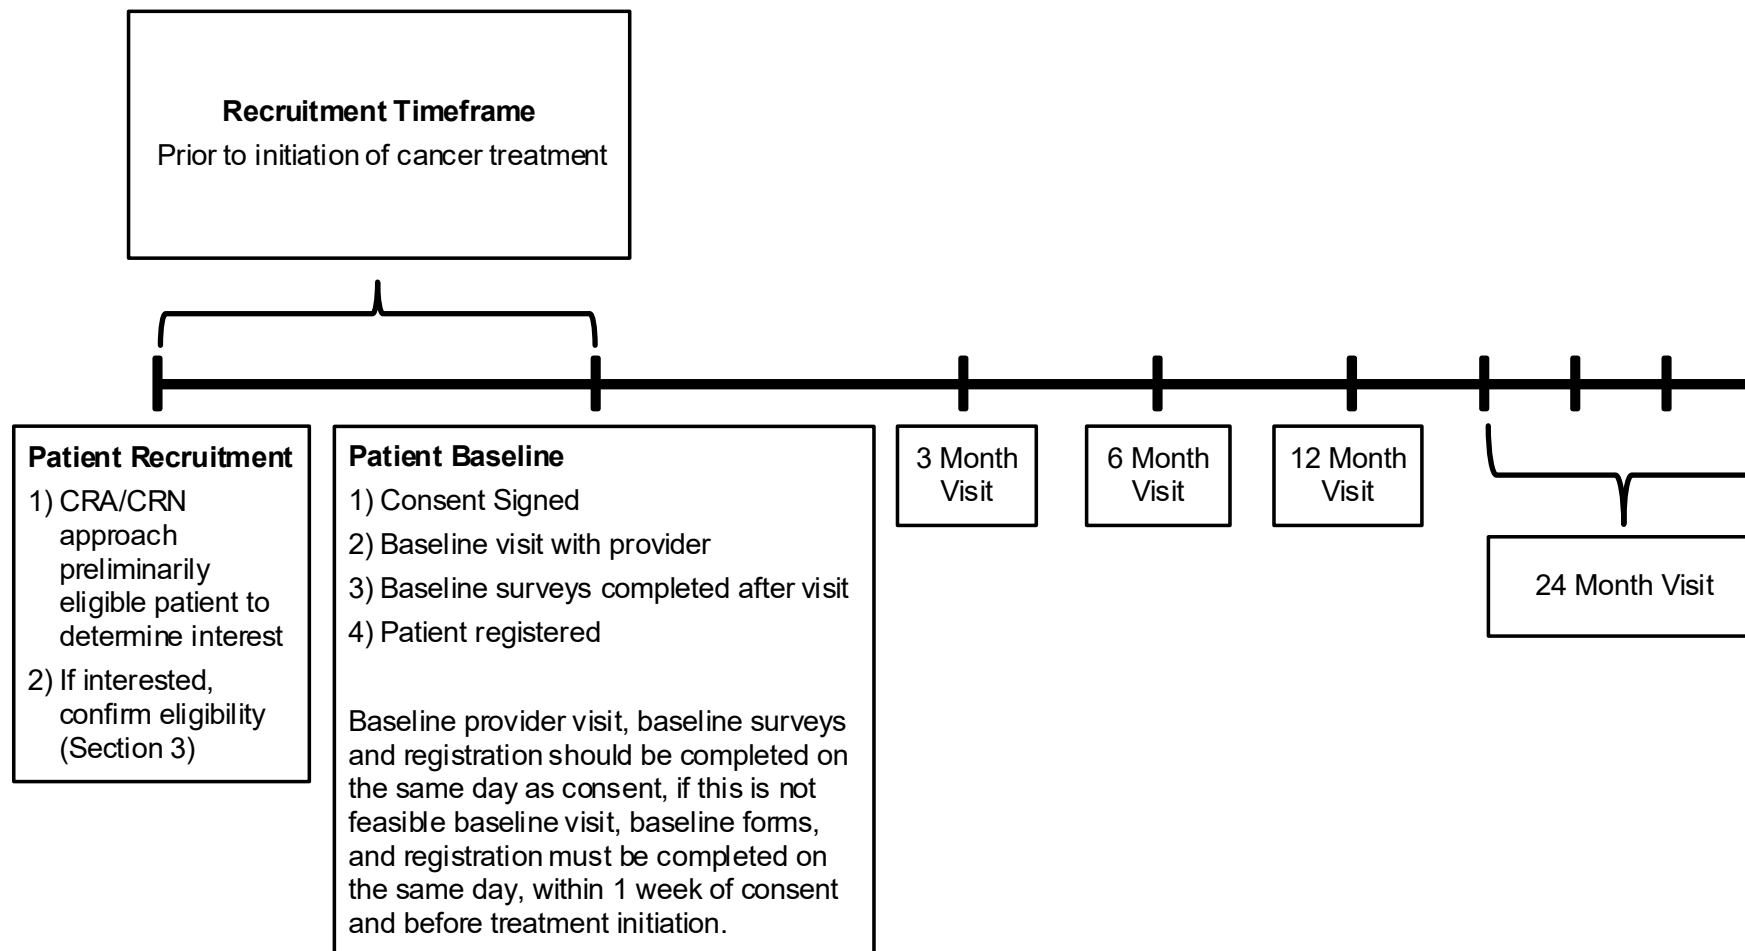 Recruitment Timeframe
Prior to initiation of cancer treatment
Patient Recruitment
1) CRA/CRN
approach
preliminarily
eligible patient to
determine interest
2) If interested,
confirm eligibility
(Section 3)
Patient Baseline
1) Consent Signed
2) Baseline visit with provider
3) Baseline surveys completed after visit
4) Patient registered
Baseline provider visit, baseline surveys
and registration should be completed on
the same day as consent, if this is not
feasible baseline visit, baseline forms,
and registration must be completed on
the same day, within 1 week of consent
and before treatment initiation.
3 Month
Visit
6 Month
Visit
12 Month
Visit
24 Month Visit